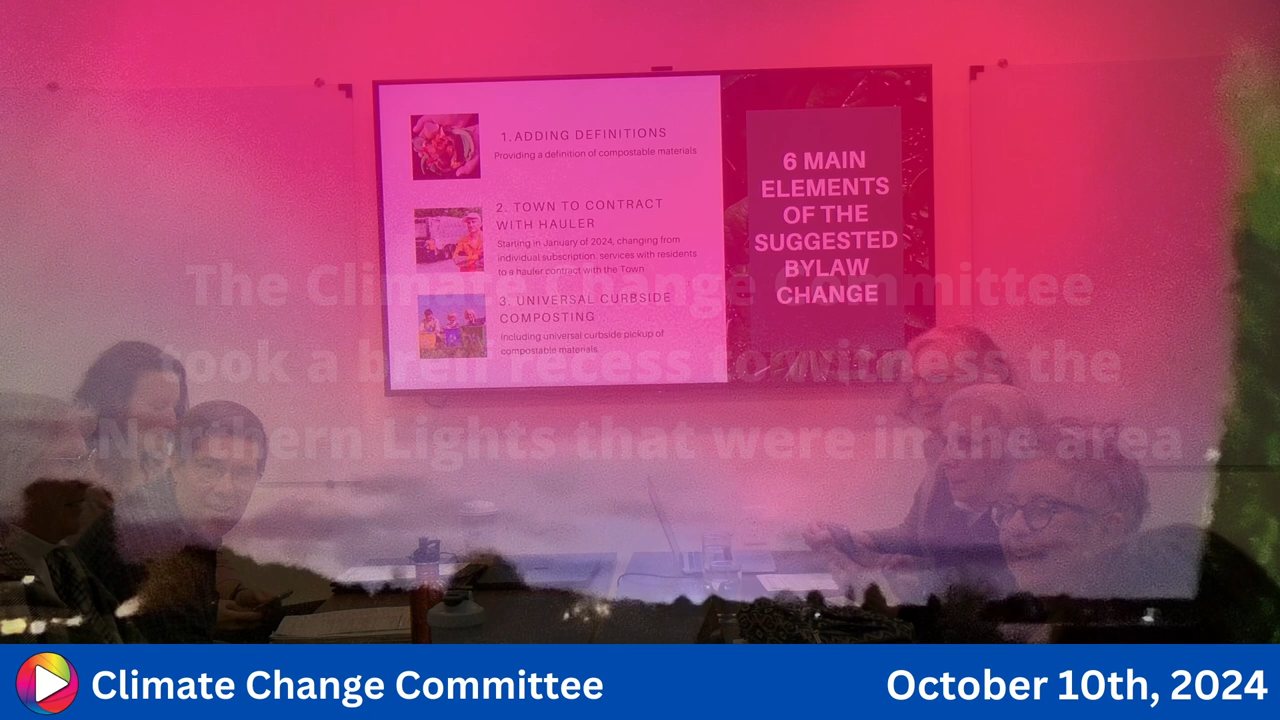 1. ADDING DEFINITIONS
Providing a definition of compostable materials
2. TOWN TO CONTRACT
WITH HAULER
Starting in January of 2024, changing from
individual subscription services with residents
to a hauler contract with the Town
3. UNIVERSAL CURBSIDE
COMPOSTING
Including universal curbside pickup of
compostable materials.
6 MAIN
ELEMENTS
OF THE
SUGGESTED
BYLAW
CHANGE
The Climate Change Committee
took a breif recess to witness the
Northern Lights that were in the area
Climate Change Committee
October 10th, 2024